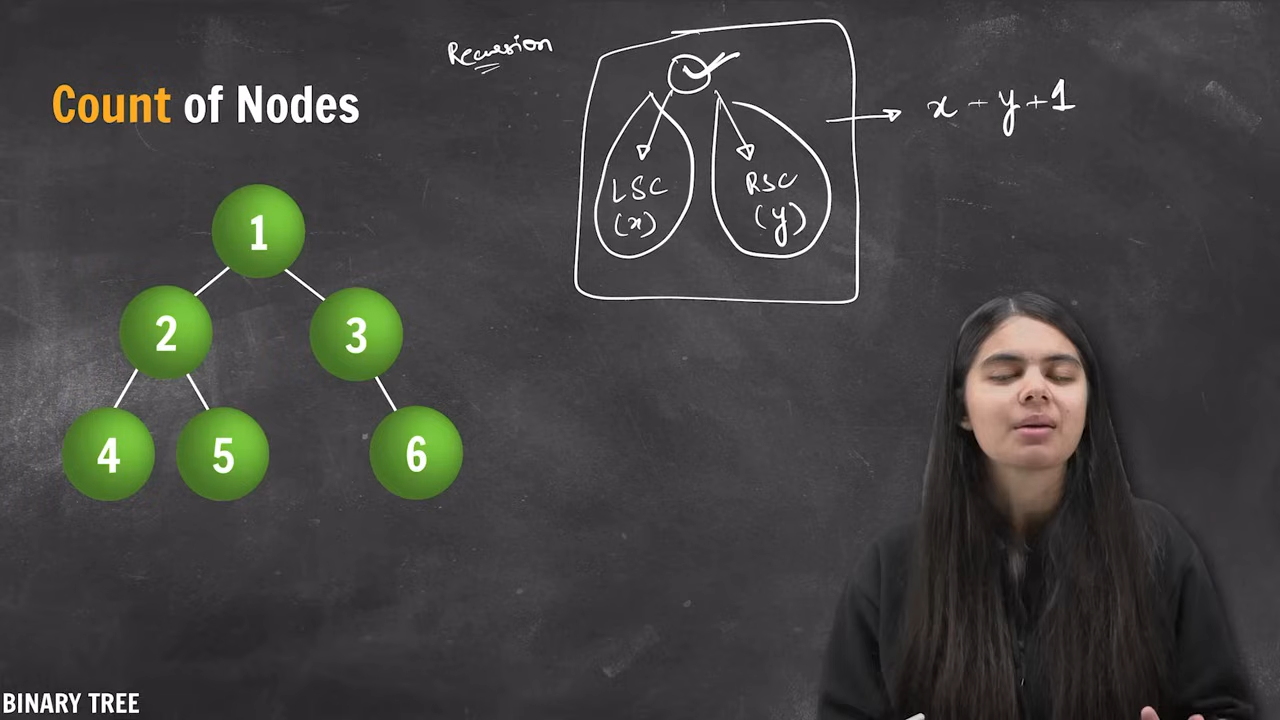 Recursion
Count of Nodes
x + y + 1
LSC
(x)
RSC
(y)
1
2
3
4
5
6
BINARY TREE